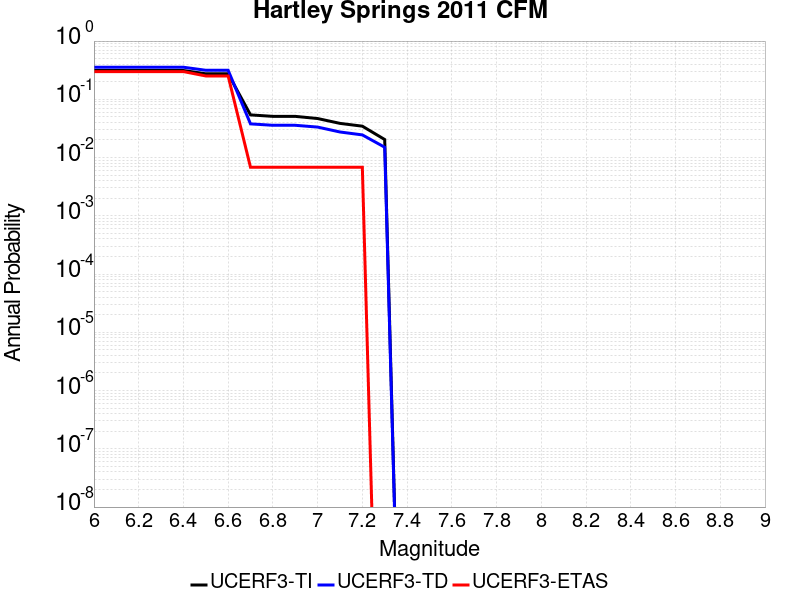 Hartley Springs 2011 CFM
10^0
10^-1
10^-2
10^-3
10^-4
10^-5
10^-6
10^-7
10^-8
Annual Probability
6 6.2 6.4 6.6 6.8 7 7.2 7.4 7.6 7.8 8 8.2 8.4 8.6 8.8 9
Magnitude
UCERF3-TI UCERF3-TD UCERF3-ETAS